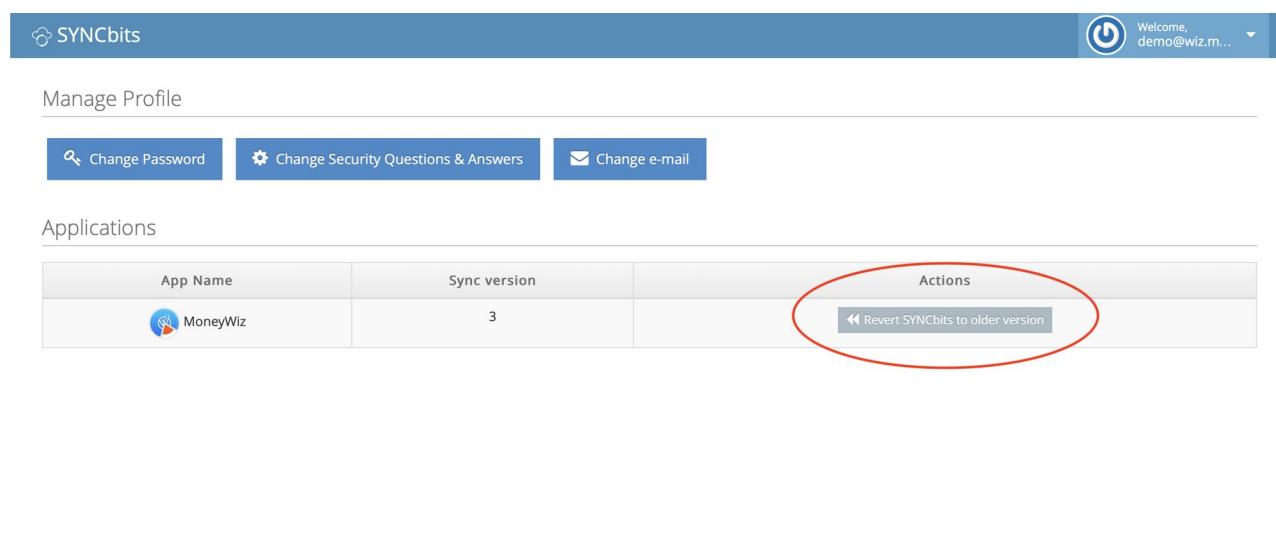 SYNCbits
Welcome,
demo@wiz.m...
Manage Profile
Change Password
Change Security Questions & Answers
Change e-mail
Applications
App Name
Sync version
Actions
MoneyWiz
3
Revert SYNCbits to older version